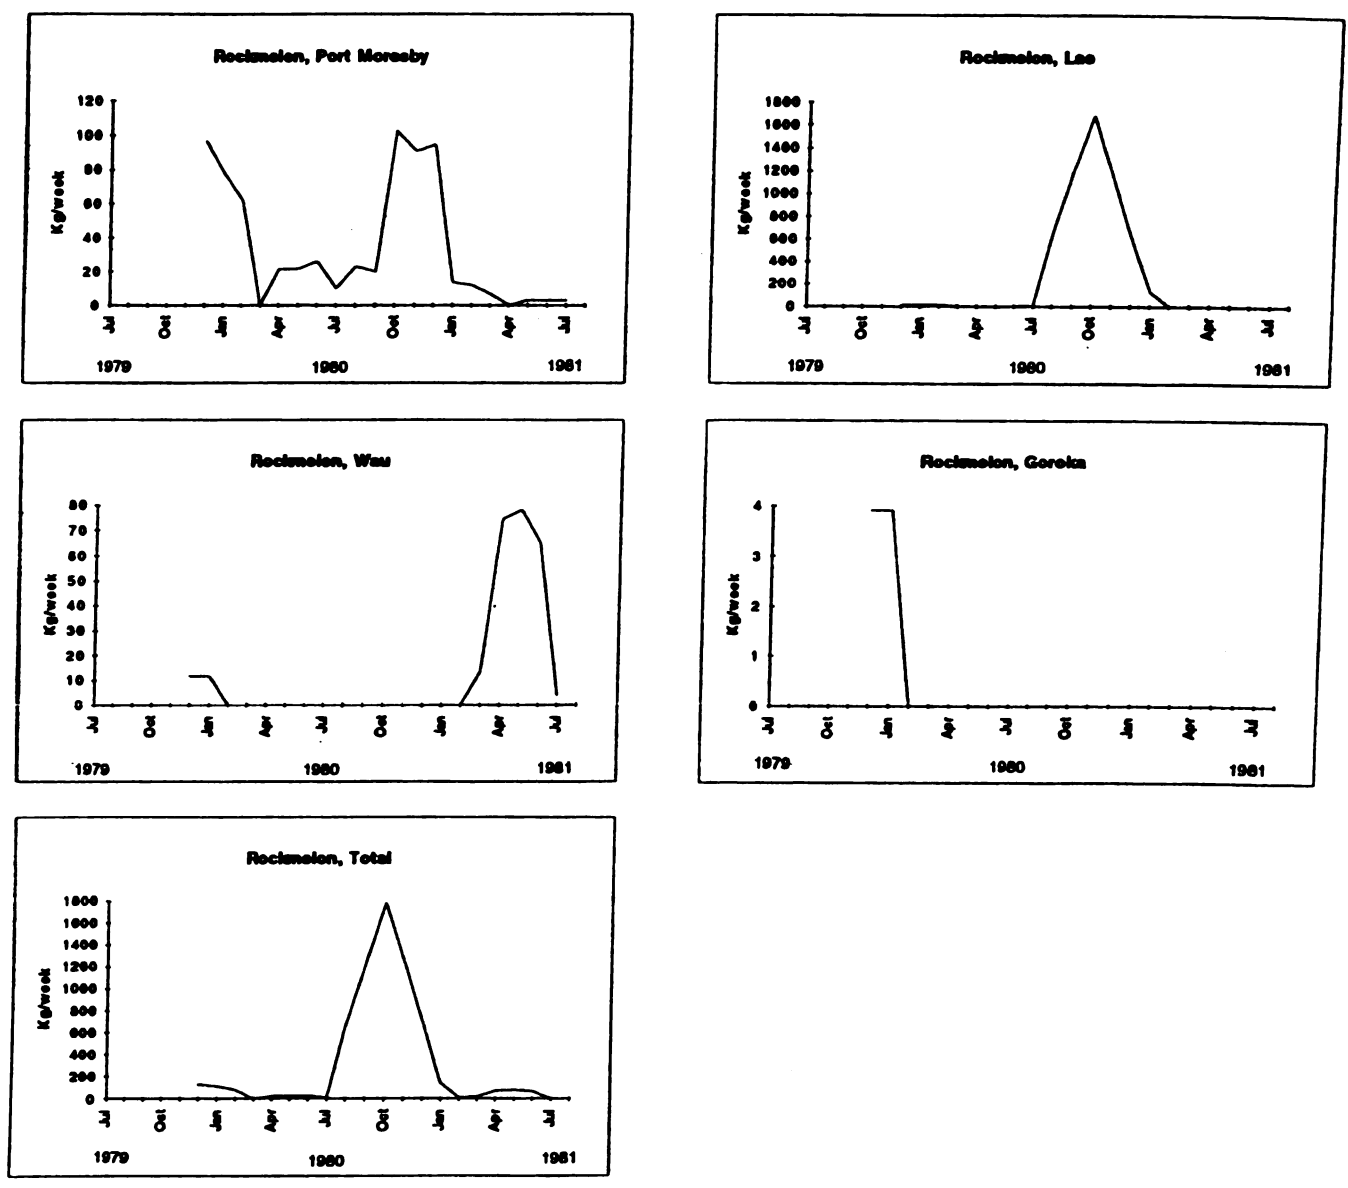 Rockmelon, Port Moresby
120
100
80
60
40
20
0
Kg/week
Jul
Oct
Jan
Apr
Jul
Oct
Jan
Apr
Jul
1979
1980
1981
Rockmelon, Lae
1800
1600
1400
1200
1000
800
600
400
200
0
Kg/week
Jul
Oct
Jan
Apr
Jul
Oct
Jan
Apr
Jul
1979
1980
1981
Rockmelon, Wau
80
70
60
50
40
30
20
10
0
Kg/week
Jul
Oct
Jan
Apr
Jul
Oct
Jan
Apr
Jul
1979
1980
1981
Rockmelon, Goroka
4
3
2
1
0
Kg/week
Jul
Oct
Jan
Apr
Jul
Oct
Jan
Apr
Jul
1979
1980
1981
Rockmelon, Total
1800
1600
1400
1200
1000
800
600
400
200
0
Kg/week
Jul
Oct
Jan
Apr
Jul
Oct
Jan
Apr
Jul
1979
1980
1981